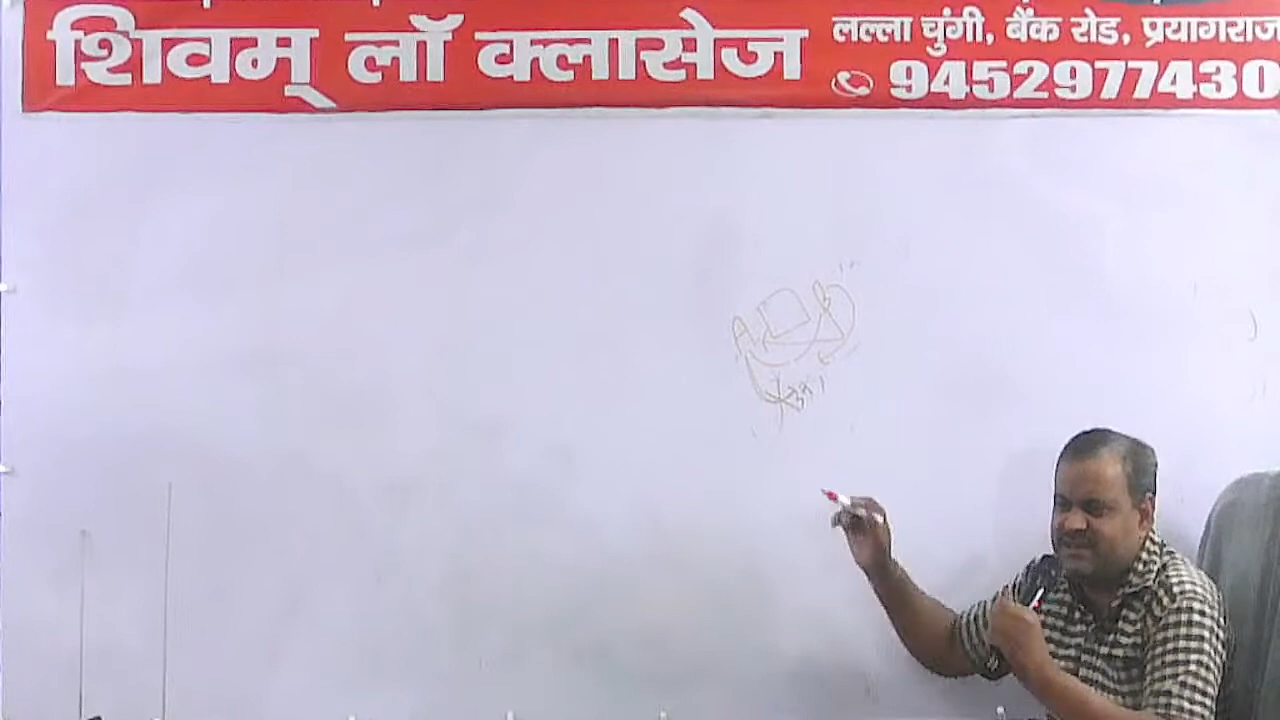 शिवम् लॉ क्लासेज
लल्ला चुंगी, बैंक रोड, प्रयागराज
9452977430
A B